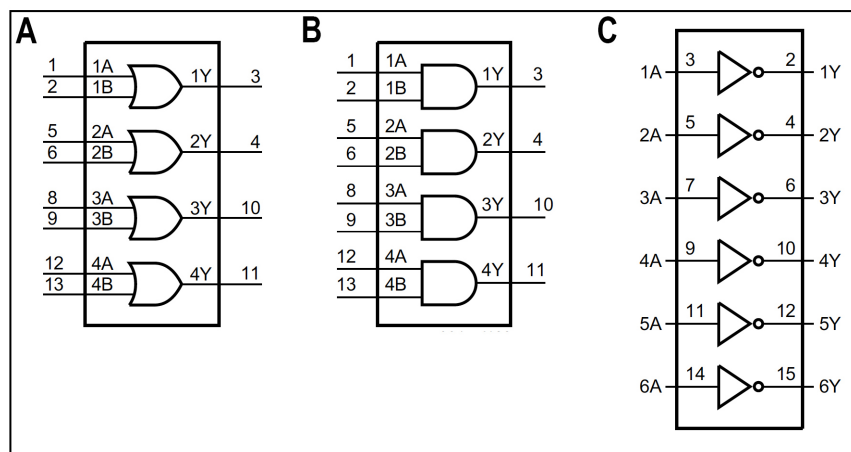 A
1 1A 1Y 3
2 1B
5 2A 2Y 4
6 2B
8 3A 3Y 10
9 3B
12 4A 4Y 11
13 4B
B
1 1A 1Y 3
2 1B
5 2A 2Y 4
6 2B
8 3A 3Y 10
9 3B
12 4A 4Y 11
13 4B
C
1A 3 2 1Y
2A 5 4 2Y
3A 7 6 3Y
4A 9 10 4Y
5A 11 12 5Y
6A 14 15 6Y